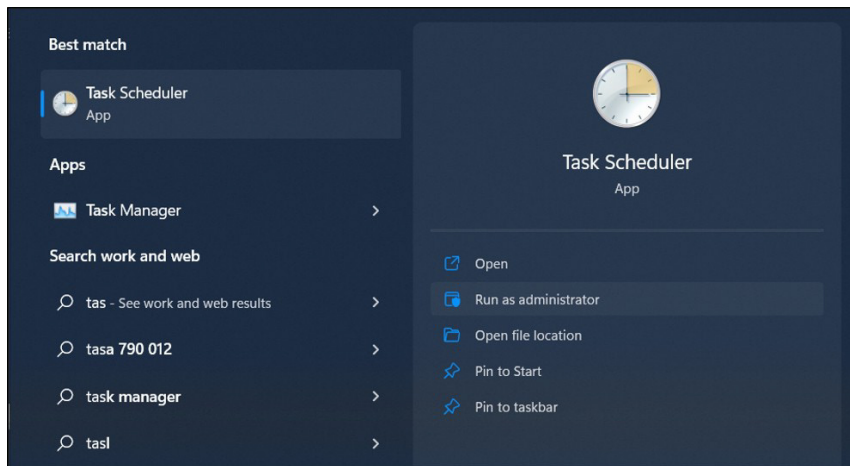 Best match
Task Scheduler
App
Apps
Task Manager
Search work and web
tas - See work and web results
tasa 790 012
task manager
tasl
Task Scheduler
App
Open
Run as administrator
Open file location
Pin to Start
Pin to taskbar